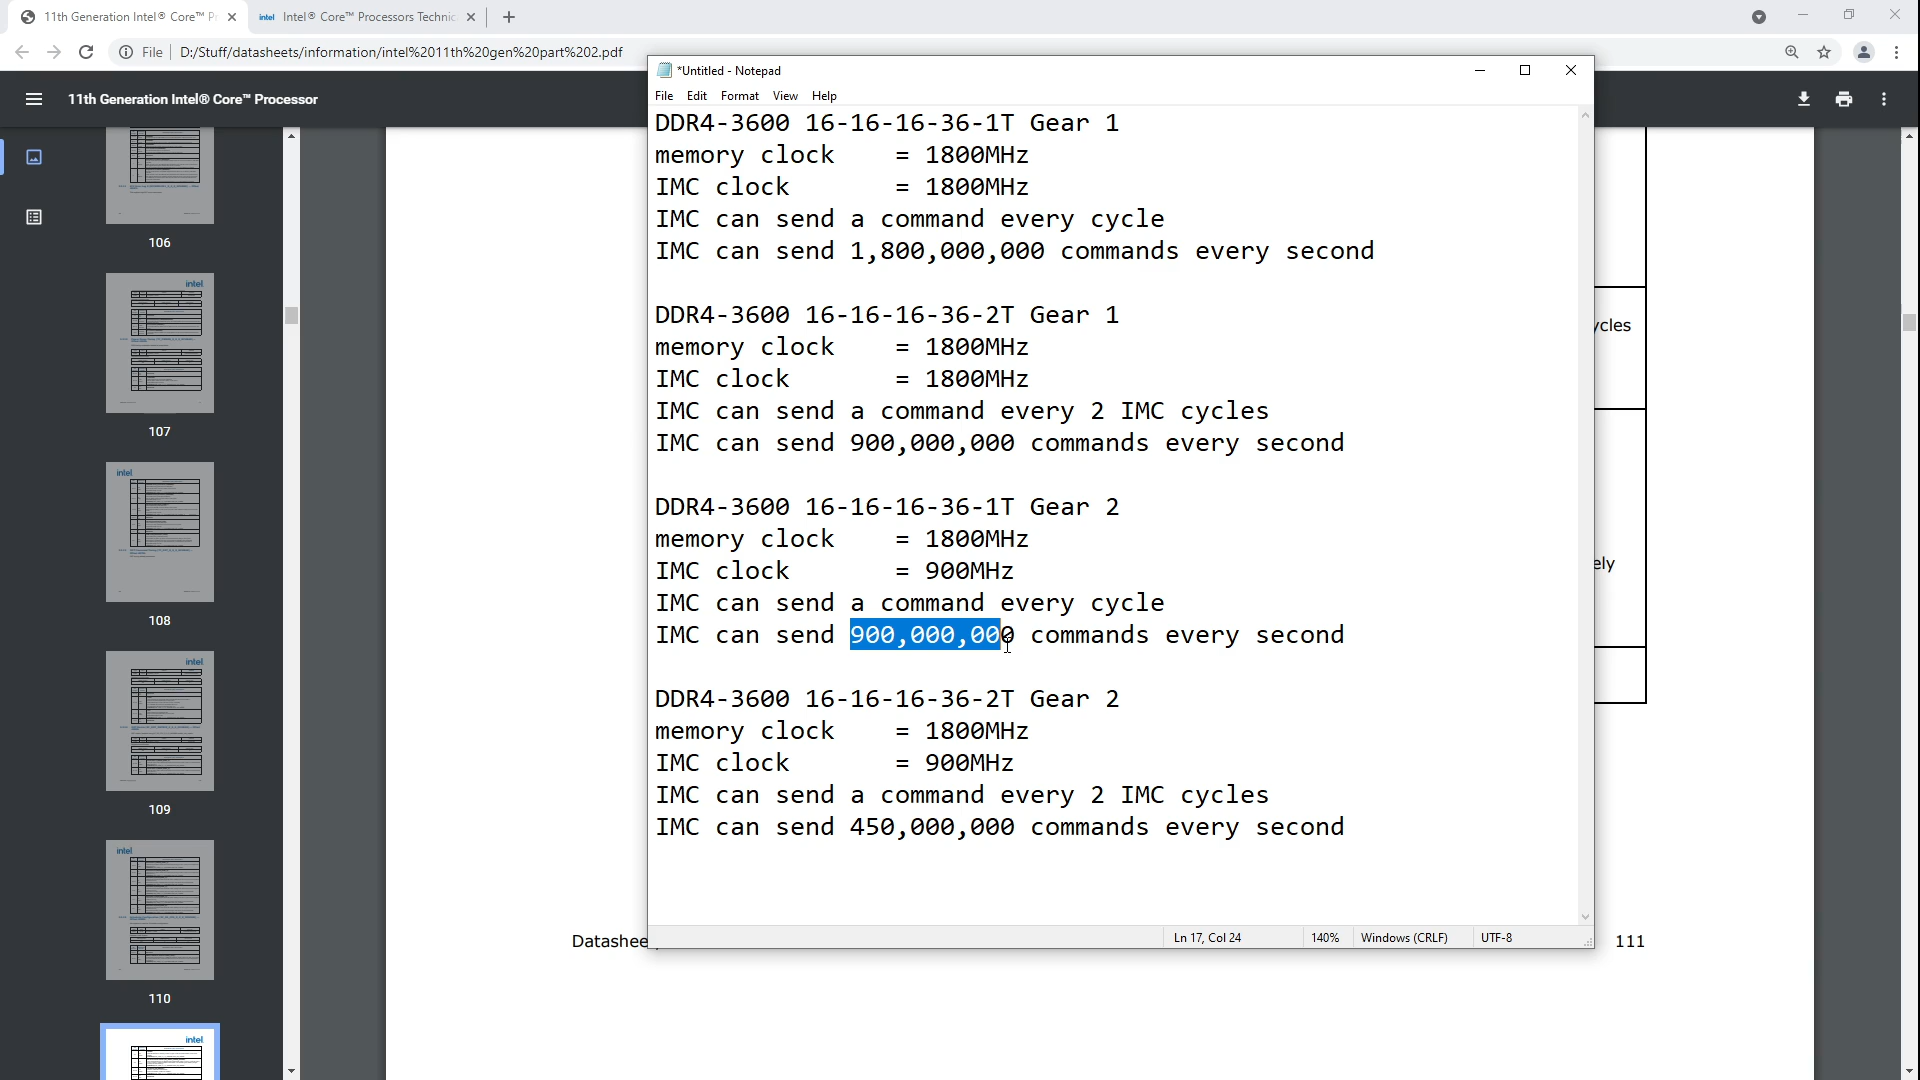 11th Generation Intel® Core™ P
intel Intel® Core™ Processors Technic
File D:/Stuff/datasheets/information/intel%2011th%20gen%20part%202.pdf
11th Generation Intel® Core™ Processor
*Untitled - Notepad
File Edit Format View Help
DDR4-3600 16-16-16-36-1T Gear 1
memory clock = 1800MHz
IMC clock = 1800MHz
IMC can send a command every cycle
IMC can send 1,800,000,000 commands every second
DDR4-3600 16-16-16-36-2T Gear 1
memory clock = 1800MHz
IMC clock = 1800MHz
IMC can send a command every 2 IMC cycles
IMC can send 900,000,000 commands every second
DDR4-3600 16-16-16-36-1T Gear 2
memory clock = 1800MHz
IMC clock = 900MHz
IMC can send a command every cycle
IMC can send 900,000,000 commands every second
DDR4-3600 16-16-16-36-2T Gear 2
memory clock = 1800MHz
IMC clock = 900MHz
IMC can send a command every 2 IMC cycles
IMC can send 450,000,000 commands every second
Ln 17, Col 24 140% Windows (CRLF) UTF-8
106
intel
107
intel
108
intel
109
intel
110
intel
ycles
ely
Datashee
111